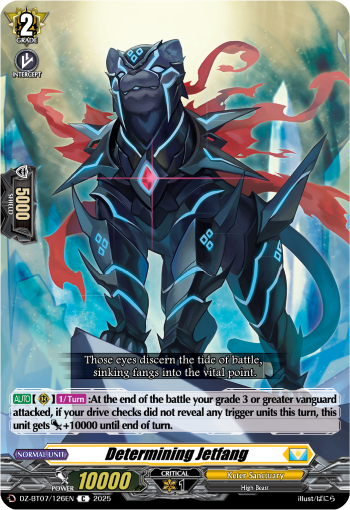 2
GRADE
INTERCEPT
5000
SHIELD
Those eyes discern the tide of battle,
sinking fangs into the vital point.
AUTO 1/Turn :At the end of the battle your grade 3 or greater vanguard
attacked, if your drive checks did not reveal any trigger units this turn, this
unit gets +10000 until end of turn.
NORMAL UNIT
Determining Jetfang
POWER
10000
CRITICAL
1
Keter Sanctuary
High Beast
DZ-BT07/126EN C 2025
illust/ばじら